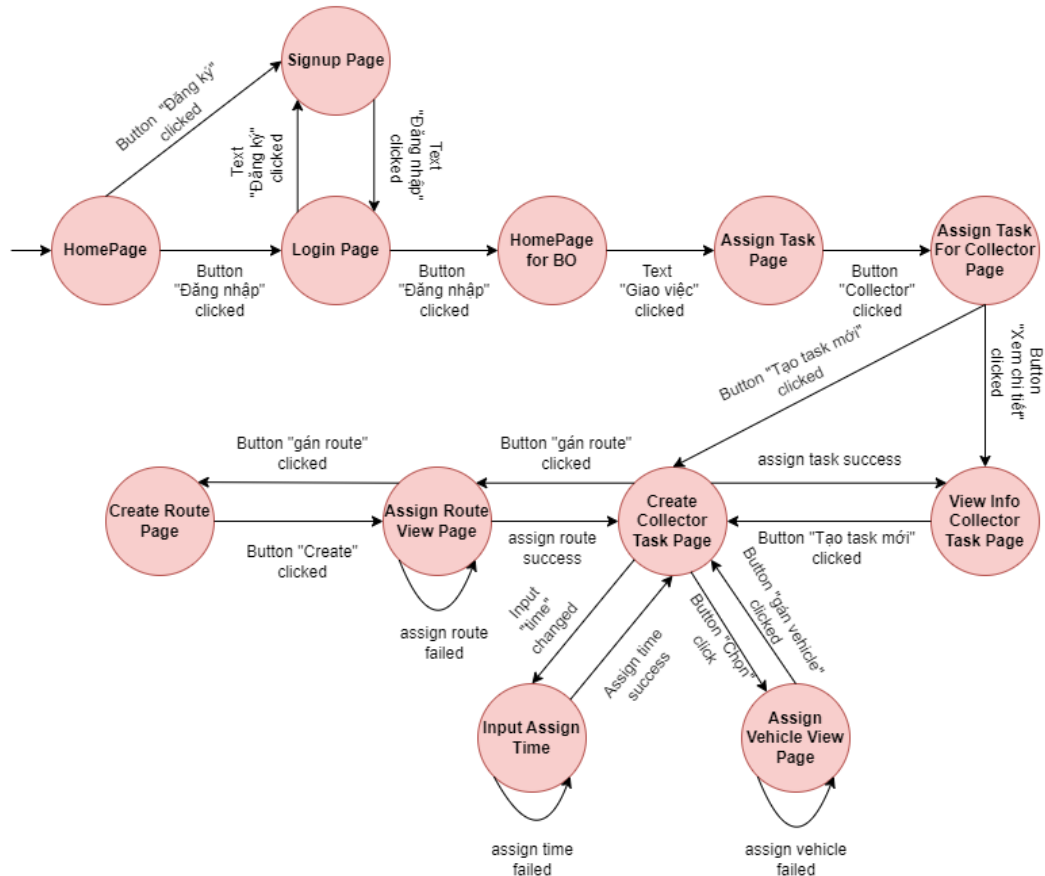 Signup Page
Button "Đăng ký"
clicked
Text
"Đăng ký"
clicked
Text
"Đăng nhập"
clicked
HomePage
Button
"Đăng nhập"
clicked
Login Page
Button
"Đăng nhập"
clicked
HomePage
for BO
Text
"Giao việc"
clicked
Assign Task
Page
Button
"Collector"
clicked
Assign Task
For Collector
Page
Button "Tạo task mới"
clicked
Button
"Xem chi tiết"
clicked
Button "gán route"
clicked
Button "gán route"
clicked
assign task success
Create Route
Page
Button "Create"
clicked
Assign Route
View Page
assign route
success
Create
Collector
Task Page
Button "Tạo task mới"
clicked
View Info
Collector
Task Page
assign route
failed
Input
"time"
changed
Assign time
success
Button "Chọn"
click
Button "gán vehicle"
clicked
Input Assign
Time
Assign
Vehicle View
Page
assign time
failed
assign vehicle
failed